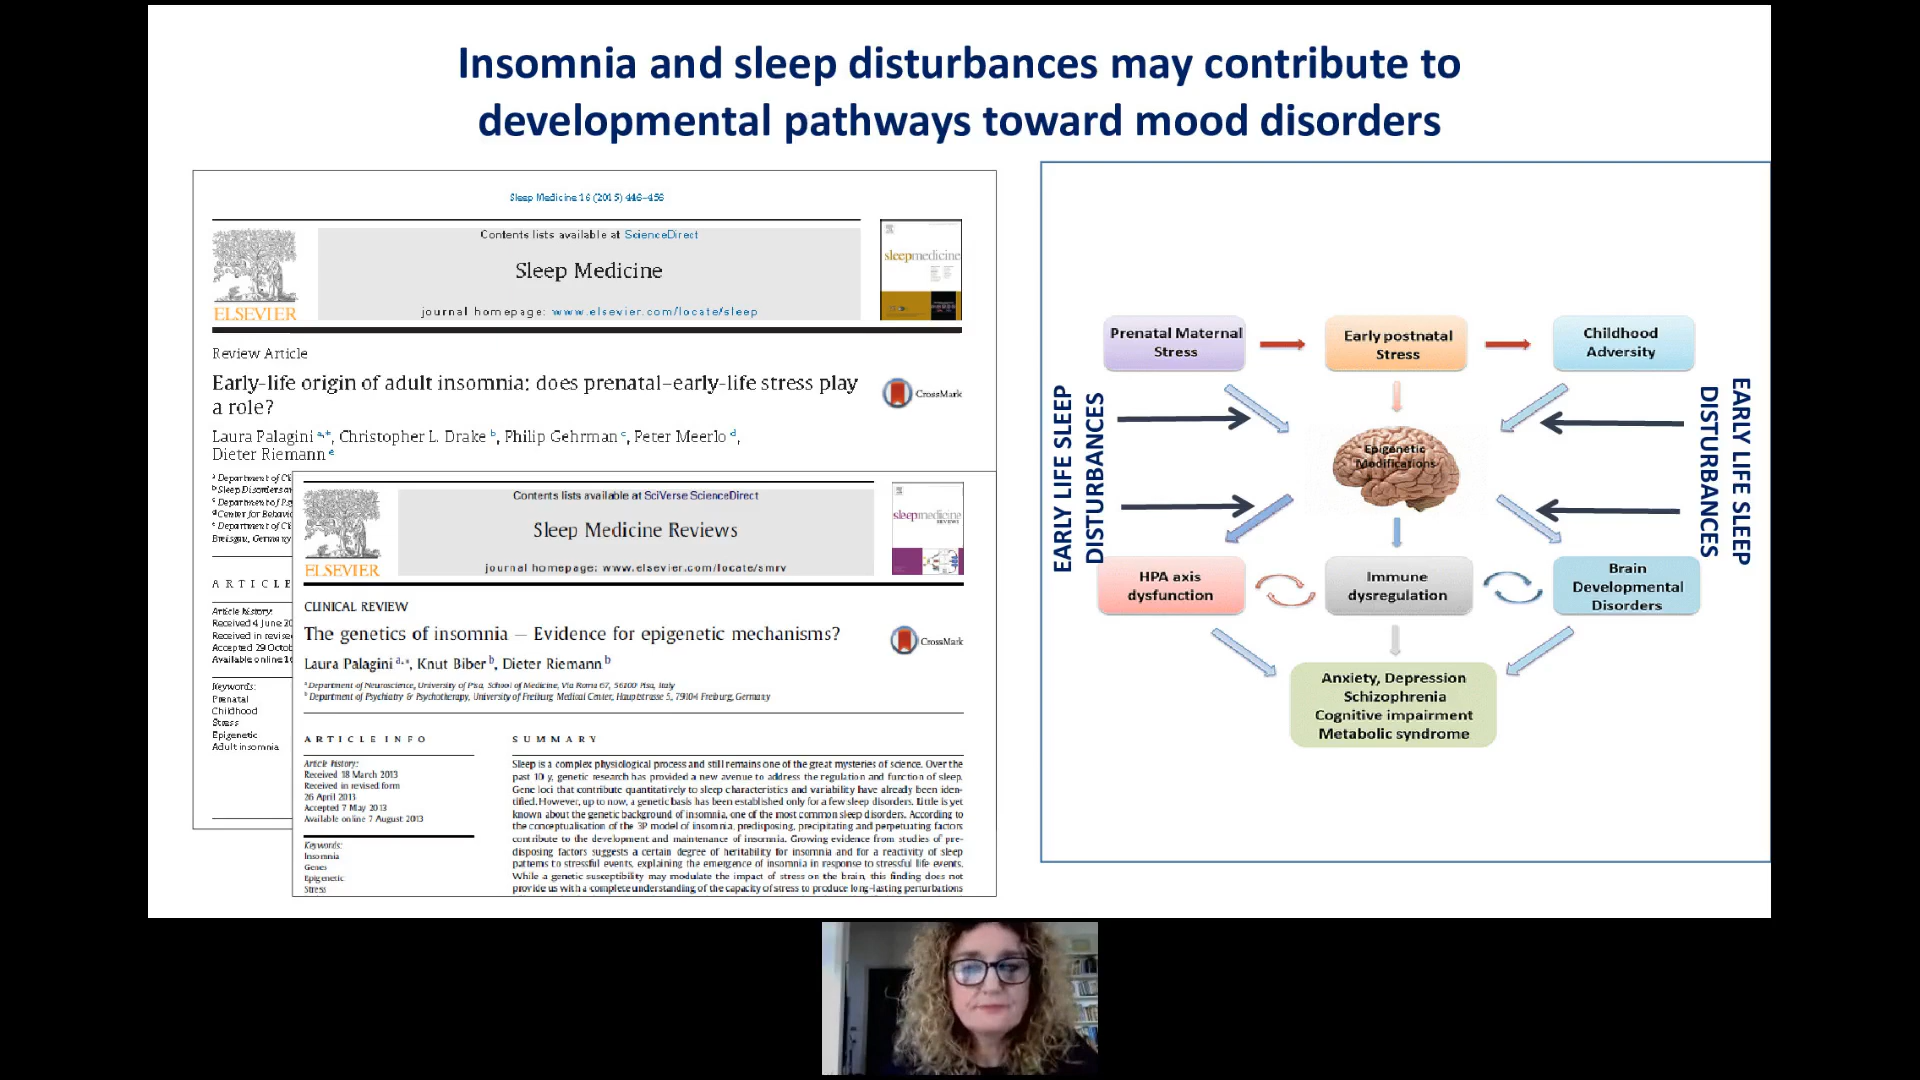 Insomnia and sleep disturbances may contribute to
developmental pathways toward mood disorders
Sleep Medicine 16 (2015) 446–456
Contents lists available at ScienceDirect
Sleep Medicine
journal homepage: www.elsevier.com/locate/sleep
ELSEVIER
sleepmedicine
Review Article
Early-life origin of adult insomnia: does prenatal–early-life stress play
a role?
CrossMark
Laura Palagini a,*, Christopher L. Drake b, Philip Gehrman c, Peter Meerlo d,
Dieter Riemann e
a Department of Cl
b Sleep Disorders
c Department of Ps
d Center for Behavi
e Department of Cl
Breisgau, Germany
ARTICLE
Article history:
Received 4 June 20
Received in revise
Accepted 29 Octob
Available online 1
Keywords:
Prenatal
Childhood
Stress
Epigenetic
Adult insomnia
Contents lists available at SciVerse ScienceDirect
Sleep Medicine Reviews
journal homepage: www.elsevier.com/locate/smrv
ELSEVIER
sleepmedicine
REVIEWS
CLINICAL REVIEW
The genetics of insomnia – Evidence for epigenetic mechanisms?
CrossMark
Laura Palagini a,*, Knut Biber b, Dieter Riemann b
a Department of Neuroscience, University of Pisa, School of Medicine, Via Roma 67, 56100 Pisa, Italy
b Department of Psychiatry & Psychotherapy, University of Freiburg Medical Center, Hauptstrasse 5, 79104 Freiburg, Germany
ARTICLE INFO
Article history:
Received 18 March 2013
Received in revised form
26 April 2013
Accepted 7 May 2013
Available online 7 August 2013
Keywords:
Insomnia
Genes
Epigenetic
Stress
SUMMARY
Sleep is a complex physiological process and still remains one of the great mysteries of science. Over the
past 10 y, genetic research has provided a new avenue to address the regulation and function of sleep.
Gene loci that contribute quantitatively to sleep characteristics and variability have already been iden-
tified. However, up to now, a genetic basis has been established only for a few sleep disorders. Little is yet
known about the genetic background of insomnia, one of the most common sleep disorders. According to
the conceptualisation of the 3P model of insomnia, predisposing, precipitating and perpetuating factors
contribute to the development and maintenance of insomnia. Growing evidence from studies of pre-
disposing factors suggests a certain degree of heritability for insomnia and for a reactivity of sleep
patterns to stressful events, explaining the emergence of insomnia in response to stressful life events.
While a genetic susceptibility may modulate the impact of stress on the brain, this finding does not
provide us with a complete understanding of the capacity of stress to produce long-lasting perturbations
Prenatal Maternal
Stress
Early postnatal
Stress
Childhood
Adversity
EARLY LIFE SLEEP
DISTURBANCES
Epigenetic
Modifications
EARLY LIFE SLEEP
DISTURBANCES
HPA axis
dysfunction
Immune
dysregulation
Brain
Developmental
Disorders
Anxiety, Depression
Schizophrenia
Cognitive impairment
Metabolic syndrome